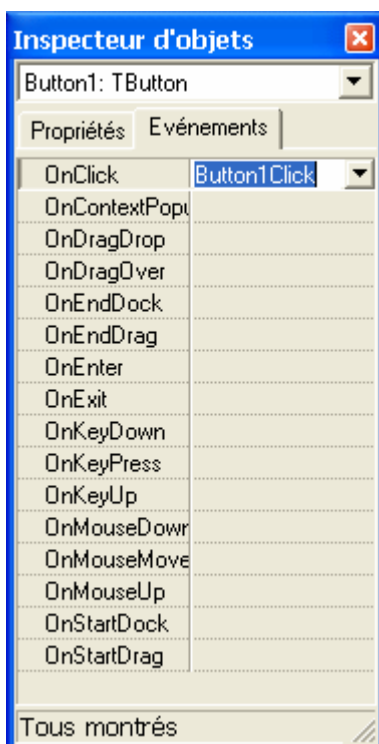 Inspecteur d'objets
Button1: TButton
Propriétés Evénements
OnClick Button1Click
OnContextPopu
OnDragDrop
OnDragOver
OnEndDock
OnEndDrag
OnEnter
OnExit
OnKeyDown
OnKeyPress
OnKeyUp
OnMouseDown
OnMouseMove
OnMouseUp
OnStartDock
OnStartDrag
Tous montrés